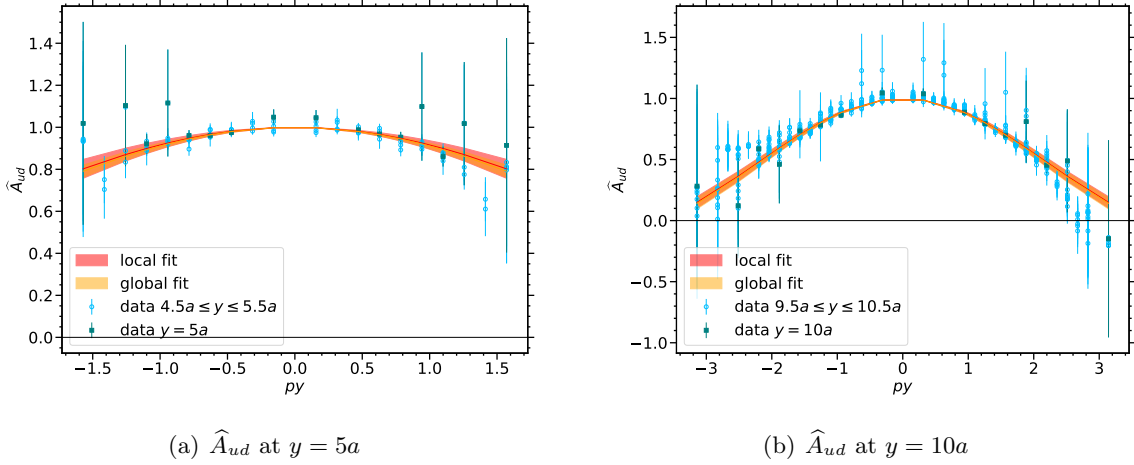 1.4
1.2
1.0
0.8
0.6
0.4
0.2
0.0
Â_ud
local fit
global fit
data 4.5a ≤ y ≤ 5.5a
data y = 5a
−1.5 −1.0 −0.5 0.0 0.5 1.0 1.5
py
(a) Â_ud at y = 5a
1.5
1.0
0.5
0.0
−0.5
−1.0
Â_ud
local fit
global fit
data 9.5a ≤ y ≤ 10.5a
data y = 10a
−3 −2 −1 0 1 2 3
py
(b) Â_ud at y = 10a